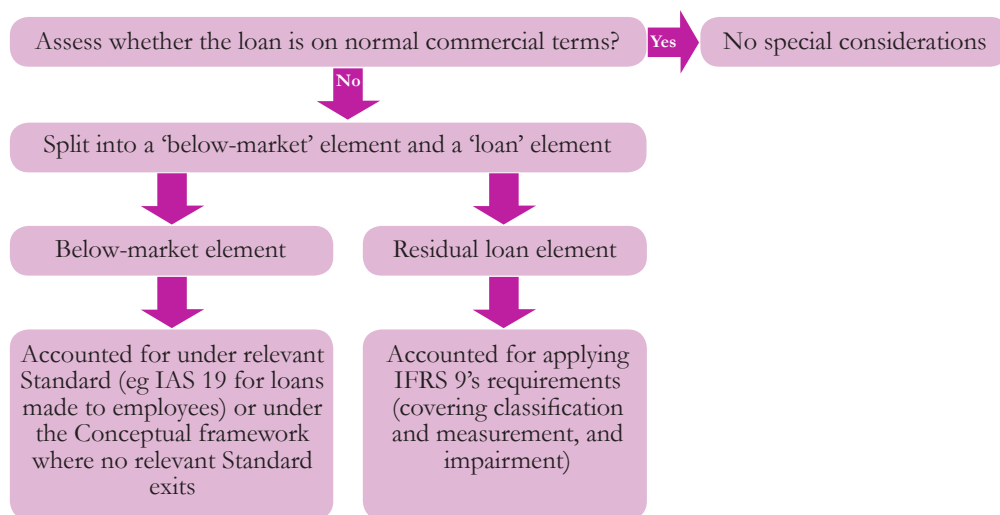 Assess whether the loan is on normal commercial terms?
Yes
No special considerations
No
Split into a ‘below-market’ element and a ‘loan’ element
Below-market element
Residual loan element
Accounted for under relevant
Standard (eg IAS 19 for loans
made to employees) or under
the Conceptual framework
where no relevant Standard
exits
Accounted for applying
IFRS 9’s requirements
(covering classification
and measurement, and
impairment)